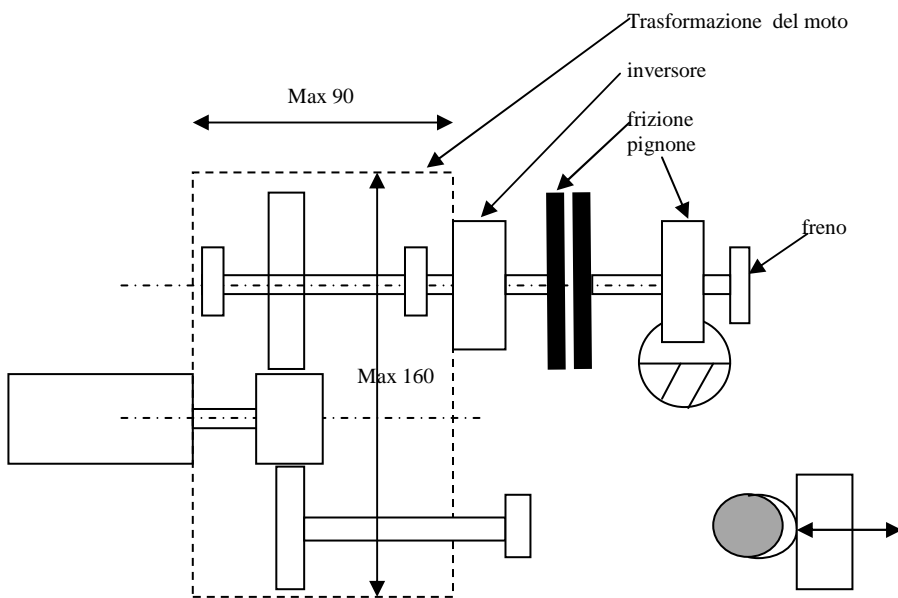 Trasformazione del moto
inversore
Max 90
frizione
pignone
freno
Max 160